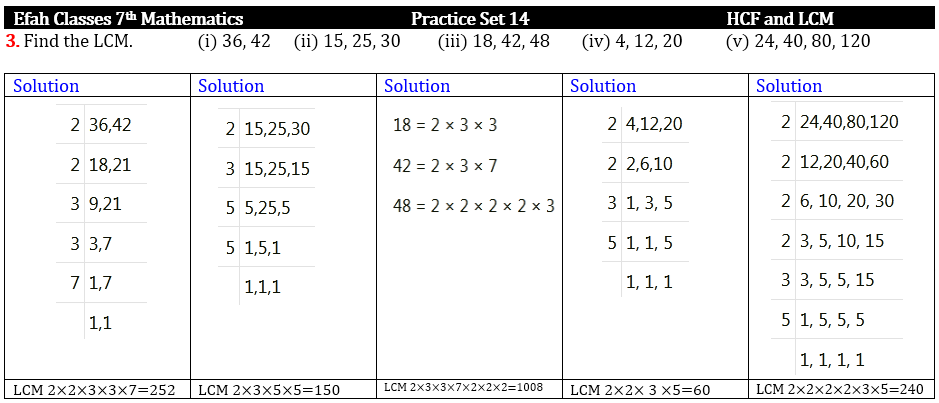 Efah Classes 7th Mathematics Practice Set 14 HCF and LCM
3. Find the LCM. (i) 36, 42 (ii) 15, 25, 30 (iii) 18, 42, 48 (iv) 4, 12, 20 (v) 24, 40, 80, 120
Solution
2 36,42
2 18,21
3 9,21
3 3,7
7 1,7
1,1
LCM 2×2×3×3×7=252
Solution
2 15,25,30
3 15,25,15
5 5,25,5
5 1,5,1
1,1,1
LCM 2×3×5×5=150
Solution
18 = 2 × 3 × 3
42 = 2 × 3 × 7
48 = 2 × 2 × 2 × 2 × 3
LCM 2×3×3×7×2×2×2=1008
Solution
2 4,12,20
2 2,6,10
3 1, 3, 5
5 1, 1, 5
1, 1, 1
LCM 2×2× 3 ×5=60
Solution
2 24,40,80,120
2 12,20,40,60
2 6, 10, 20, 30
2 3, 5, 10, 15
3 3, 5, 5, 15
5 1, 5, 5, 5
1, 1, 1, 1
LCM 2×2×2×2×3×5=240